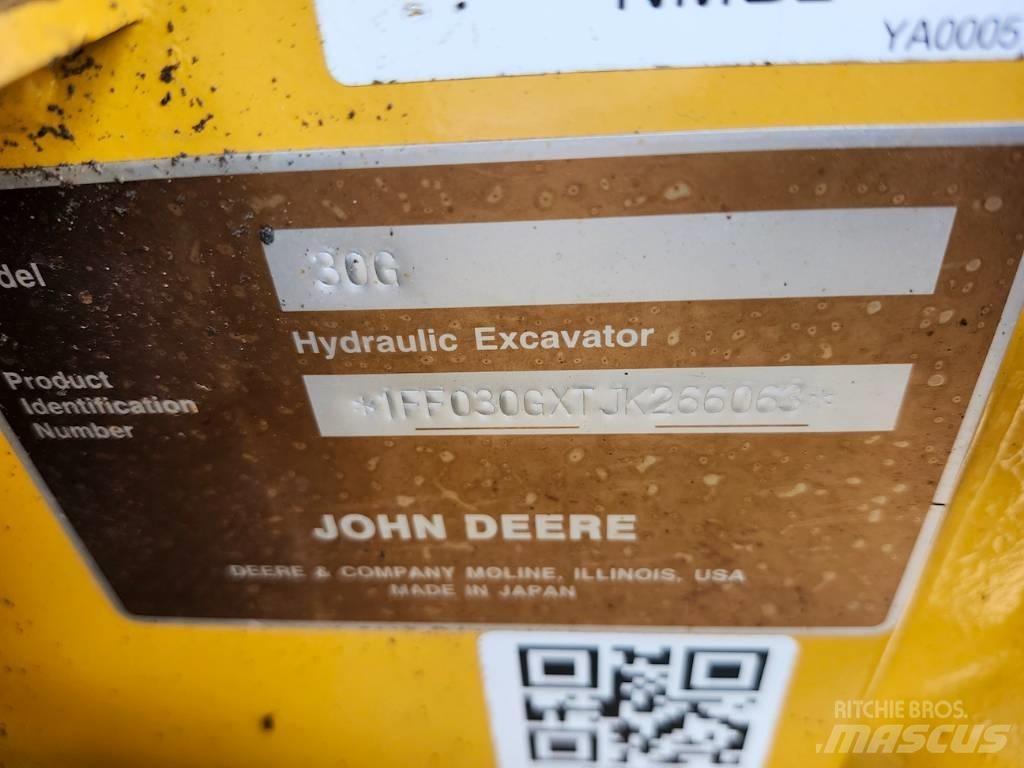 YA0005
del
30G
Hydraulic Excavator
Product
Identification
Number
*1FF030GXTJK266063*
JOHN DEERE
DEERE & COMPANY MOLINE, ILLINOIS, USA
MADE IN JAPAN
RITCHIE BROS.
MASCUS